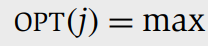 OPT(j) = max